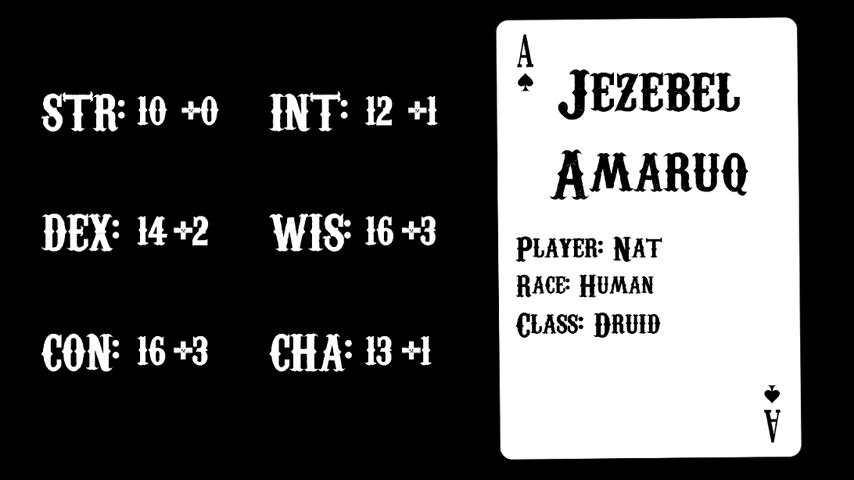 STR: 10 +0 INT: 12 +1
DEX: 14 +2 WIS: 16 +3
CON: 16 +3 CHA: 13 +1
A
JEZEBEL
AMARUQ
PLAYER: NAT
RACE: HUMAN
CLASS: DRUID
A